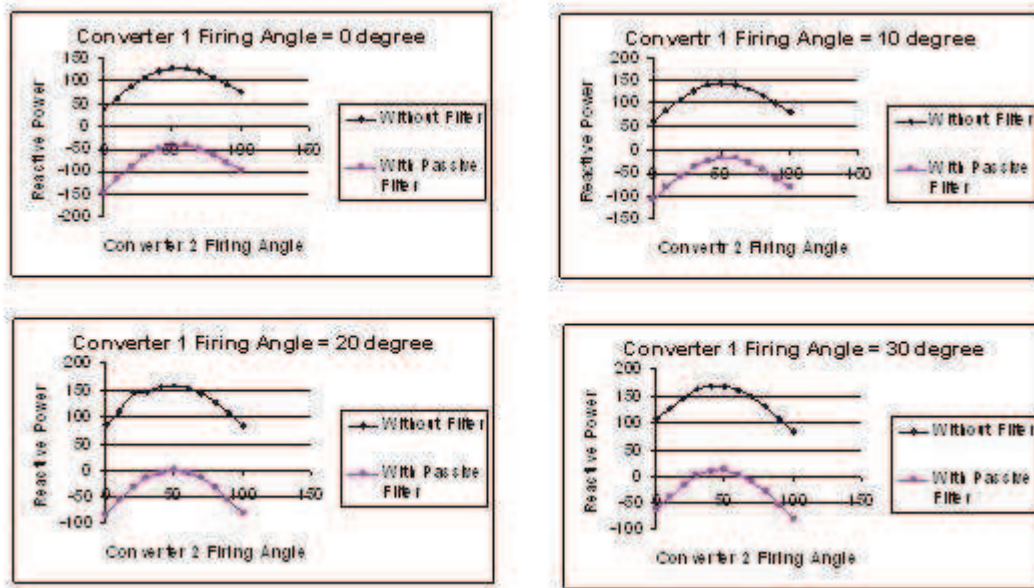 Converter 1 Firing Angle = 0 degree
150
100
50
0
-50
-100
-150
-200
0
50
100
150
Reactive Power
Converter 2 Firing Angle
Without Filter
With Passive
Filter
Convertr 1 Firing Angle = 10 degree
200
150
100
50
0
-50
-100
-150
0
50
100
150
Reactive Power
Convertr 2 Firing Angle
Without Filter
With Passive
Filter
Converter 1 Firing Angle = 20 degree
200
150
100
50
0
-50
-100
0
50
100
150
Reactive Power
Converter 2 Firing Angle
Without Filter
With Passive
Filter
Converter 1 Firing Angle = 30 degree
200
150
100
50
0
-50
-100
0
50
100
150
Reactive Power
Converter 2 Firing Angle
Without Filter
With Passive
Filter